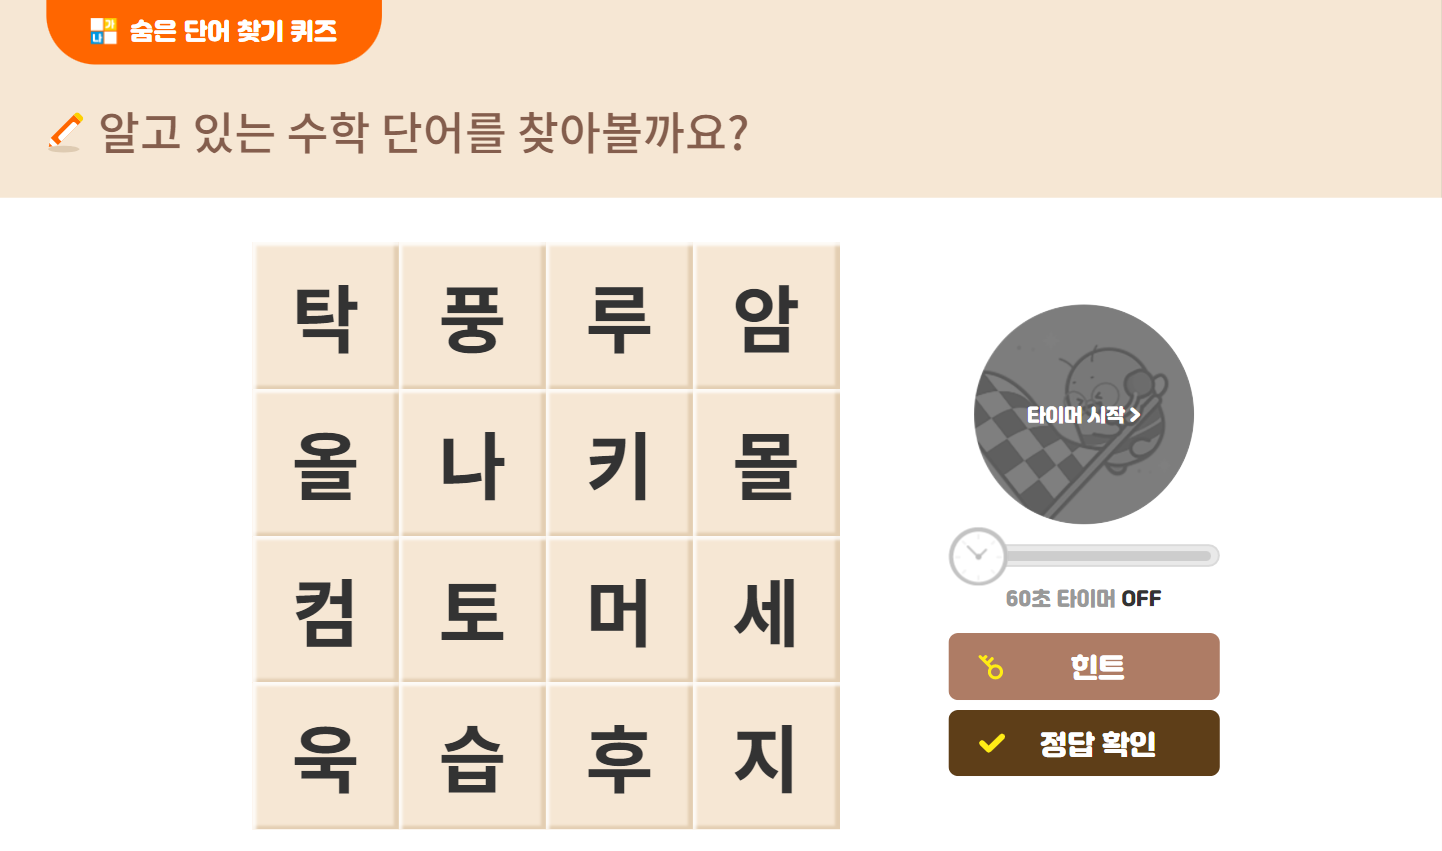 숨은 단어 찾기 퀴즈
알고 있는 수학 단어를 찾아볼까요?
탁 풍 루 암
올 나 키 몰
컴 토 머 세
욱 습 후 지
타이머 시작 >
60초 타이머 OFF
힌트
정답 확인